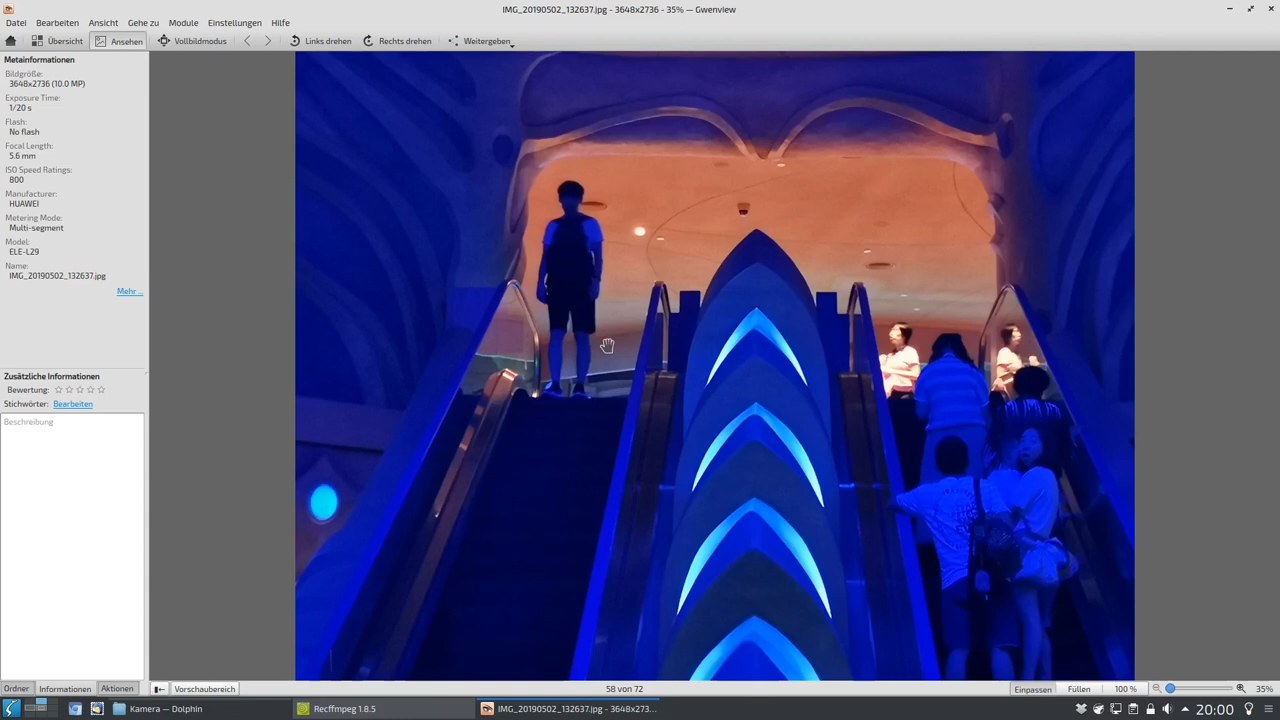 IMG_20190502_132637.jpg - 3648x2736 - 35% — Gwenview
Datei Bearbeiten Ansicht Gehe zu Module Einstellungen Hilfe
Übersicht Ansehen Vollbildmodus Links drehen Rechts drehen Weitergeben
Metainformationen
Bildgröße:
3648x2736 (10.0 MP)
Exposure Time:
1/20 s
Flash:
No flash
Focal Length:
5.6 mm
ISO Speed Ratings:
800
Manufacturer:
HUAWEI
Metering Mode:
Multi-segment
Model:
ELE-L29
Name:
IMG_20190502_132637.jpg
Mehr ...
Zusätzliche Informationen
Bewertung:
Stichwörter: Bearbeiten
Beschreibung
Ordner Informationen Aktionen Vorschaubereich 58 von 72 Einpassen Füllen 100 % 35%
Kamera — Dolphin Recffmpeg 1.8.5 IMG_20190502_132637.jpg - 3648x273... 20:00